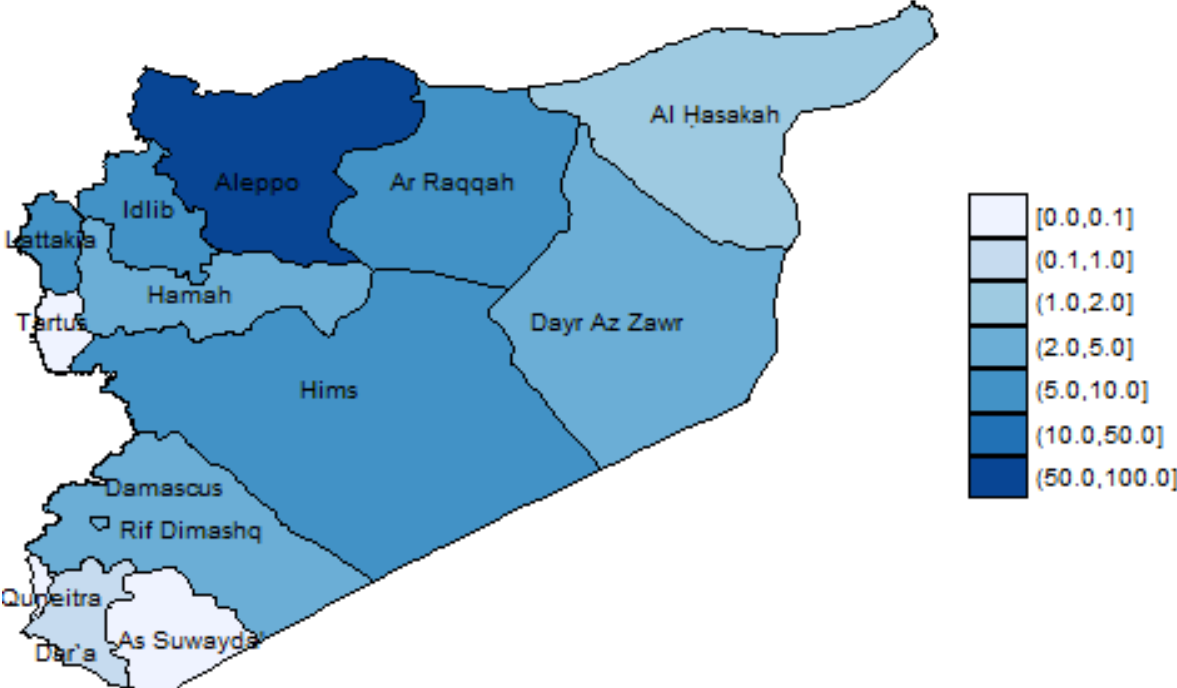 Al Ḥasakah
Aleppo
Ar Raqqah
Idlib
Lattakia
Hamah
Tartus
Dayr Az Zawr
Hims
Damascus
Rif Dimashq
Quneitra
As Suwayda'
Dar`a
[0.0,0.1]
(0.1,1.0]
(1.0,2.0]
(2.0,5.0]
(5.0,10.0]
(10.0,50.0]
(50.0,100.0]